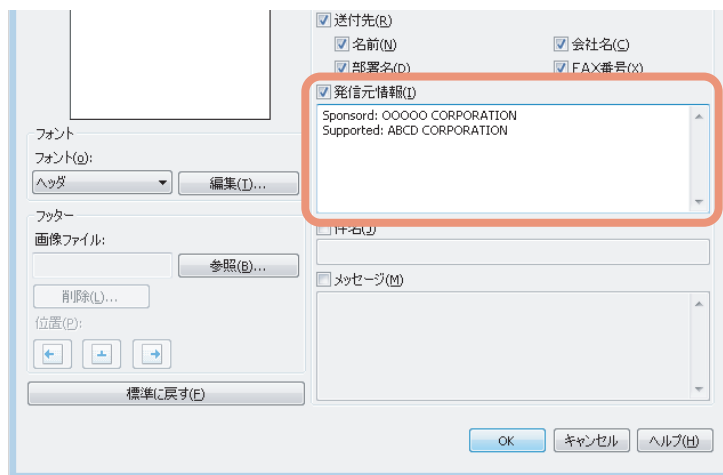 送付先(R)
名前(N)
会社名(C)
部署名(D)
FAX番号(X)
発信元情報(I)
Sponsord: OOOOO CORPORATION
Supported: ABCD CORPORATION
フォント
フォント(o):
ヘッダ
編集(T)...
フッター
画像ファイル:
参照(B)...
削除(L)...
位置(P):
標準に戻す(F)
件名(J)
メッセージ(M)
OK
キャンセル
ヘルプ(H)